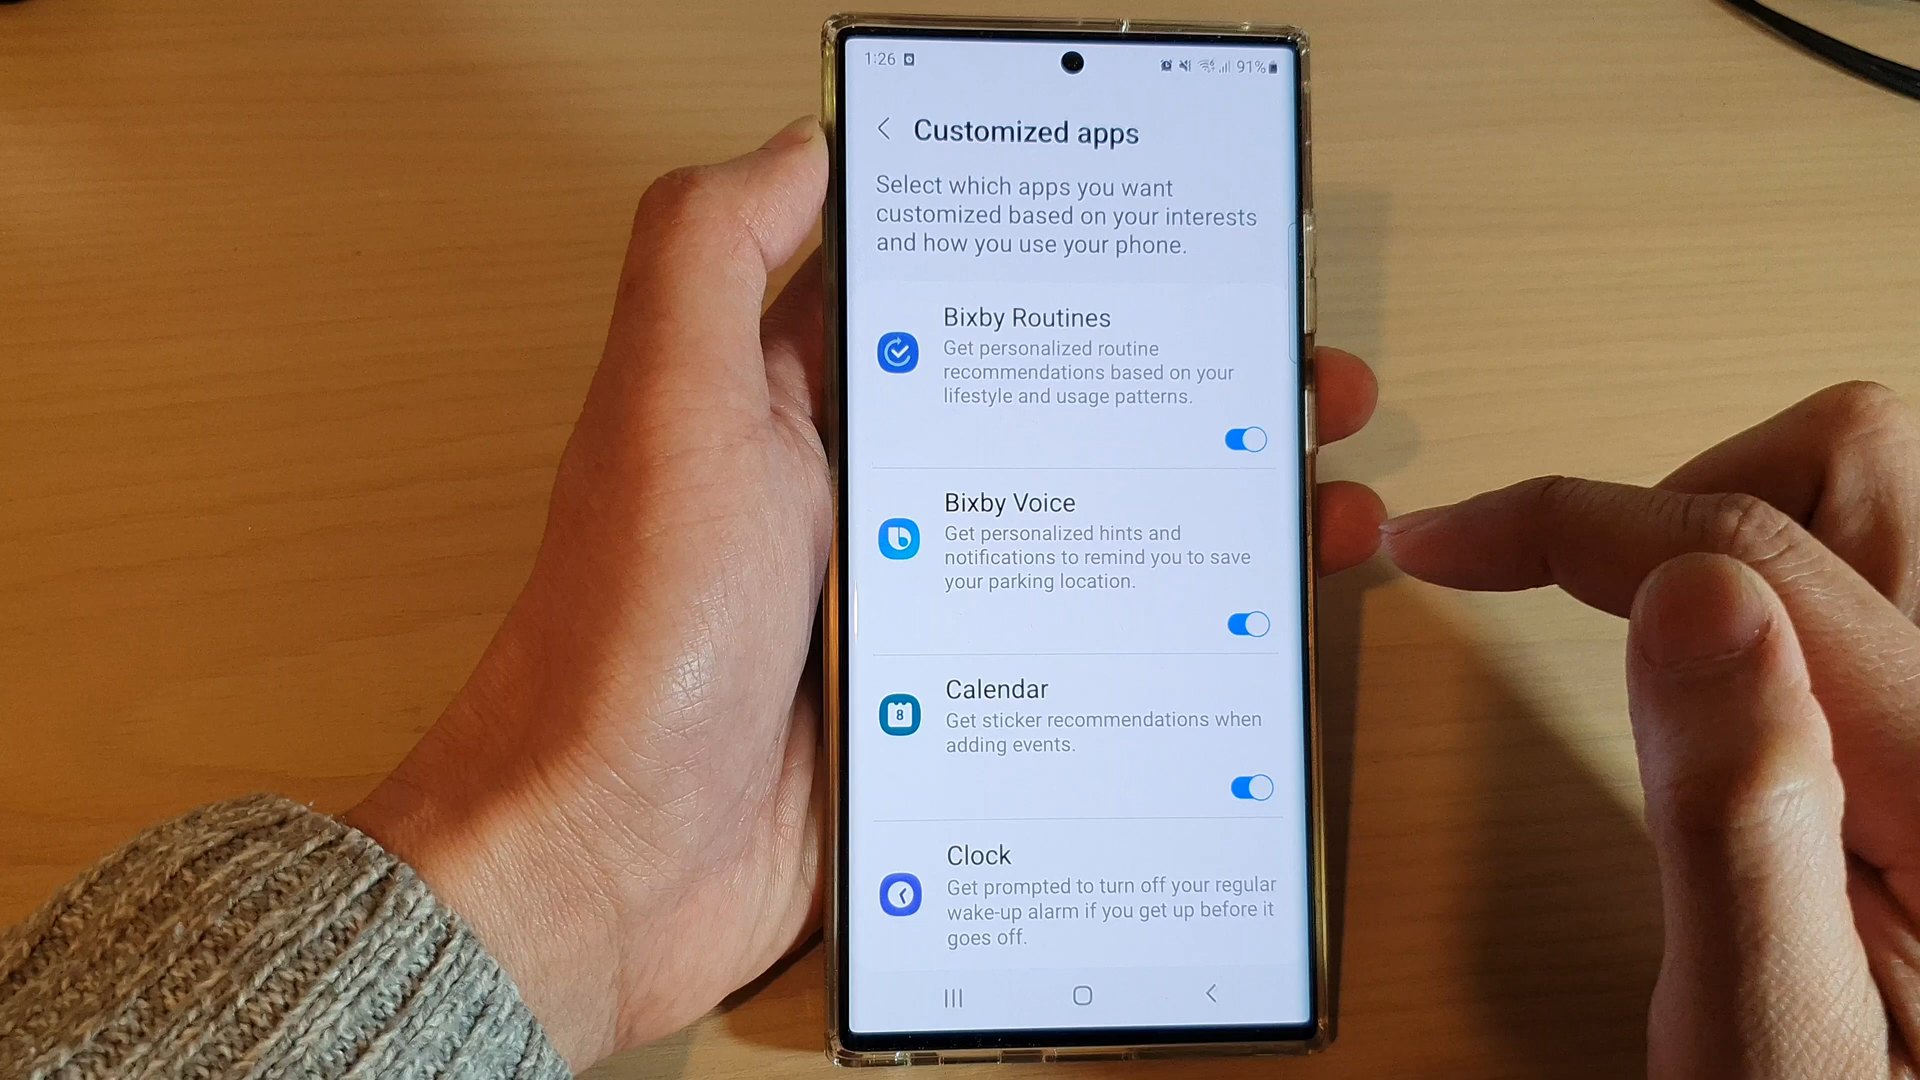 1:26
91%
Customized apps
Select which apps you want
customized based on your interests
and how you use your phone.
Bixby Routines
Get personalized routine
recommendations based on your
lifestyle and usage patterns.
Bixby Voice
Get personalized hints and
notifications to remind you to save
your parking location.
Calendar
8
Get sticker recommendations when
adding events.
Clock
Get prompted to turn off your regular
wake-up alarm if you get up before it
goes off.